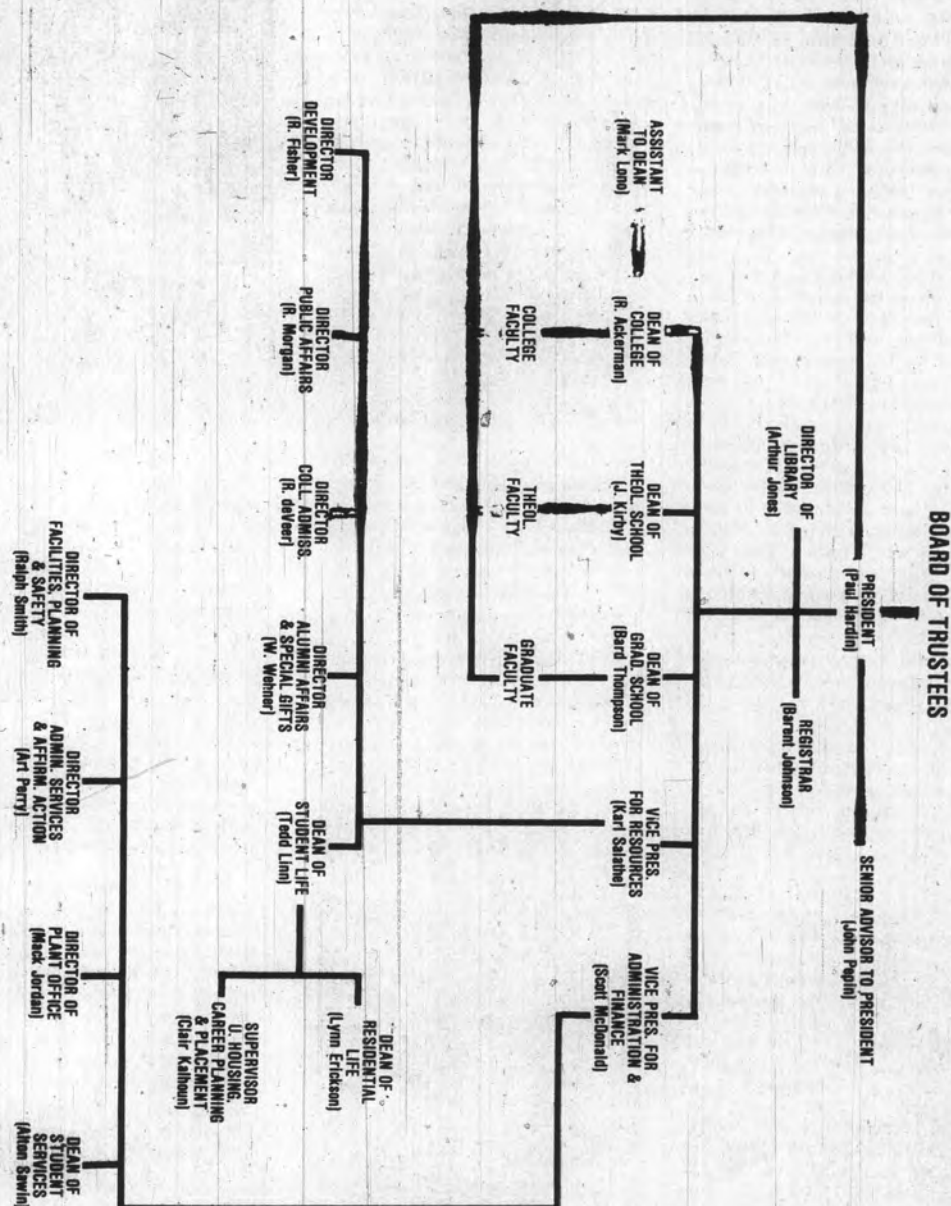 BOARD OF TRUSTEES
PRESIDENT
(Paul Hardin)
SENIOR ADVISOR TO PRESIDENT
(John Pepin)
DIRECTOR OF
LIBRARY
(Arthur Jones)
REGISTRAR
(Barent Johnson)
ASSISTANT
TO DEAN
(Mark Lono)
DEAN OF
COLLEGE
(R. Ackerman)
DEAN OF
THEOL. SCHOOL
(J. Kirby)
DEAN OF
GRAD. SCHOOL
(Bard Thompson)
VICE PRES.
FOR RESOURCES
(Karl Salathe)
VICE PRES. FOR
ADMINISTRATION &
FINANCE
(Scott McDonald)
COLLEGE
FACULTY
THEOL.
FACULTY
GRADUATE
FACULTY
DIRECTOR
DEVELOPMENT
(R. Fisher)
DIRECTOR
PUBLIC AFFAIRS
(R. Morgan)
DIRECTOR
COLL. ADMISS.
(R. deVeer)
DIRECTOR
ALUMNI AFFAIRS
& SPECIAL GIFTS
(W. Wehner)
DEAN OF
STUDENT LIFE
(Tedd Linn)
DEAN OF
RESIDENTIAL
LIFE
(Lynn Erickson)
SUPERVISOR
U. HOUSING,
CAREER PLANNING
& PLACEMENT
(Clair Kalhoun)
DIRECTOR OF
FACILITIES, PLANNING
& SAFETY
(Ralph Smith)
DIRECTOR
ADMIN. SERVICES
& AFFIRM. ACTION
(Art Perry)
DIRECTOR OF
PLANT OFFICE
(Mack Jordan)
DEAN OF
STUDENT
SERVICES
(Alton Sawin)